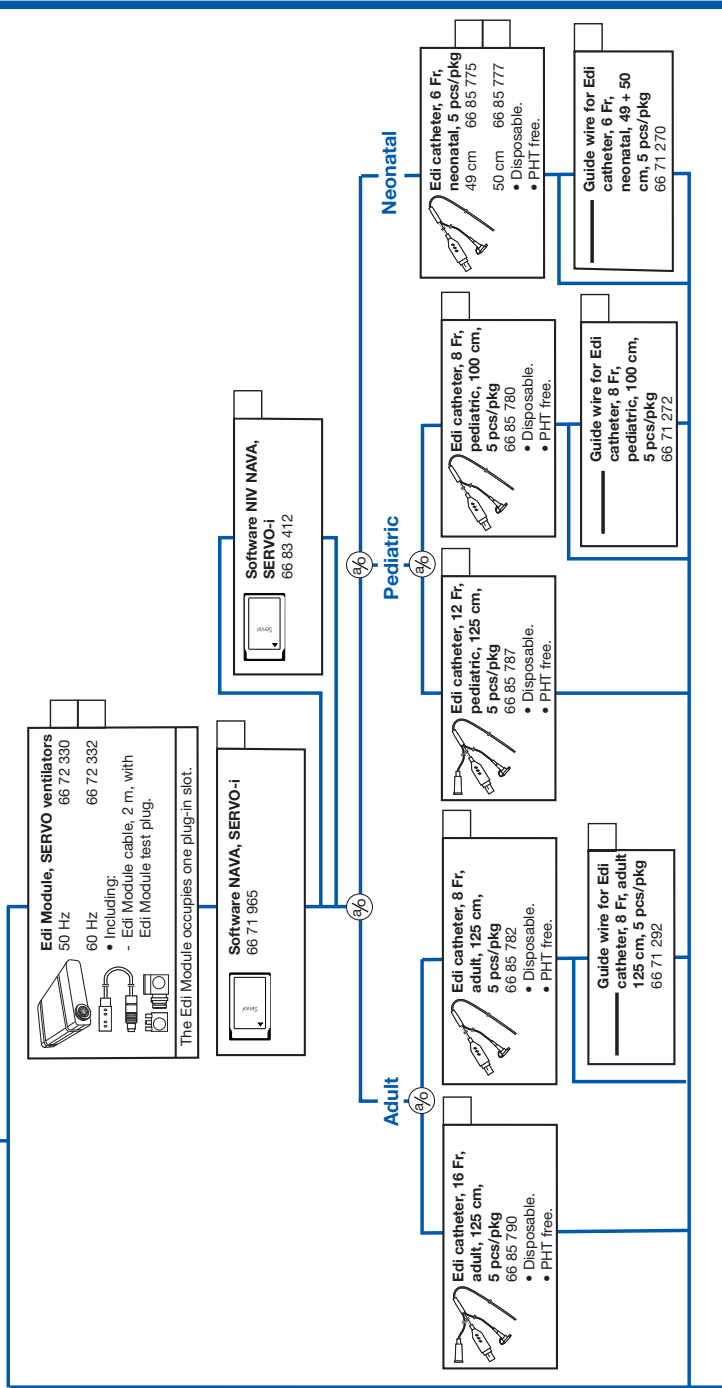 Edi Module, SERVO ventilators
50 Hz 66 72 330
60 Hz 66 72 332
• Including:
- Edi Module cable, 2 m, with
Edi Module test plug.
The Edi Module occupies one plug-in slot.
Servo i
Software NAVA, SERVO-i
66 71 965
Servo i
Software NIV NAVA,
SERVO-i
66 83 412
a/o
a/o
Adult
a/o
Pediatric
a/o
Neonatal
Edi catheter, 16 Fr,
adult, 125 cm,
5 pcs/pkg
66 85 790
• Disposable.
• PHT free.
Edi catheter, 8 Fr,
adult, 125 cm,
5 pcs/pkg
66 85 782
• Disposable.
• PHT free.
Edi catheter, 12 Fr,
pediatric, 125 cm,
5 pcs/pkg
66 85 787
• Disposable.
• PHT free.
Edi catheter, 8 Fr,
pediatric, 100 cm,
5 pcs/pkg
66 85 780
• Disposable.
• PHT free.
Edi catheter, 6 Fr,
neonatal, 5 pcs/pkg
49 cm 66 85 775
50 cm 66 85 777
• Disposable.
• PHT free.
Guide wire for Edi
catheter, 8 Fr, adult
125 cm, 5 pcs/pkg
66 71 292
Guide wire for Edi
catheter, 8 Fr,
pediatric, 100 cm,
5 pcs/pkg
66 71 272
Guide wire for Edi
catheter, 6 Fr,
neonatal, 49 + 50
cm, 5 pcs/pkg
66 71 270